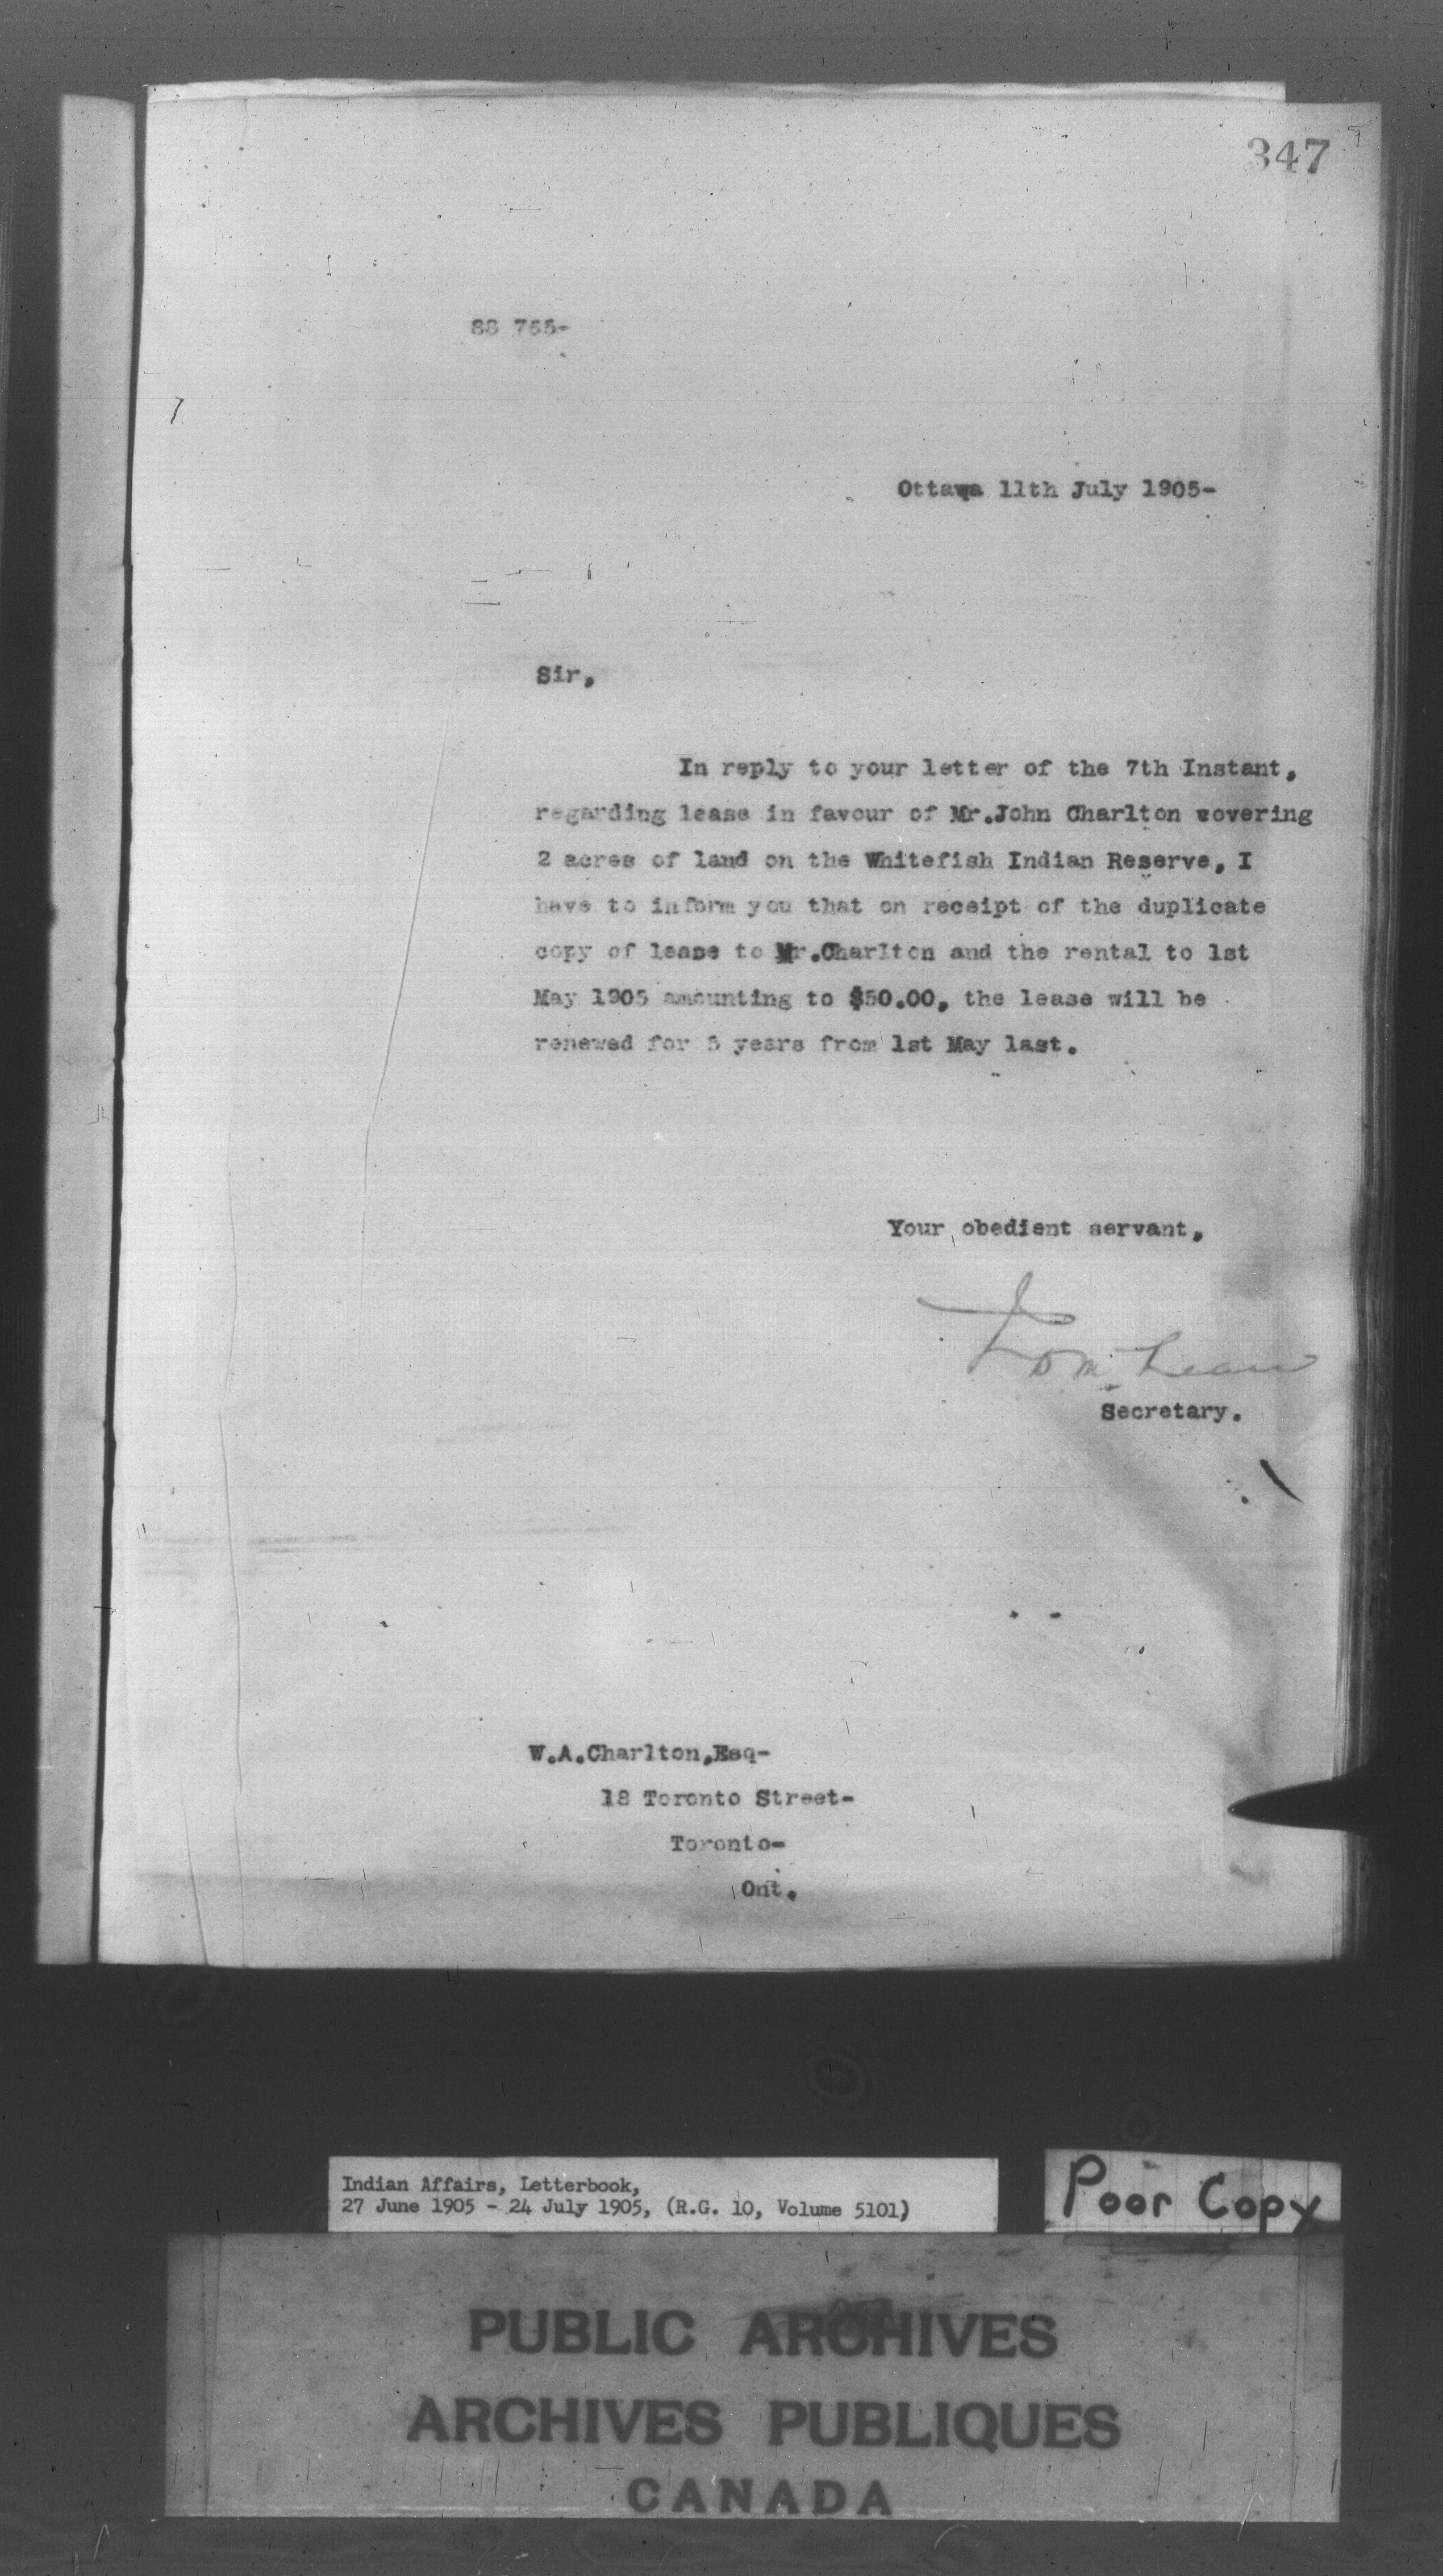 347
Ottawa 11th July 1905-
Sir,
In reply to your letter of the 7th Instant,
regarding lease in favour of Mr.John Charlton covering
2 acres of land on the Whitefish Indian Reserve, I
have to inform you that on receipt of the duplicate
copy of lease to Mr.Charlton and the rental to 1st
May 1905 amounting to $50.00, the lease will be
renewed for 5 years from 1st May last.
Your obedient servant,
Secretary.
W.A.Charlton,Esq-
18 Toronto Street-
Toronto-
Ont.
Indian Affairs, Letterbook,
27 June 1905 - 24 July 1905, (R.G. 10, Volume 5101)
Poor Copy
PUBLIC ARCHIVES
ARCHIVES PUBLIQUES
CANADA